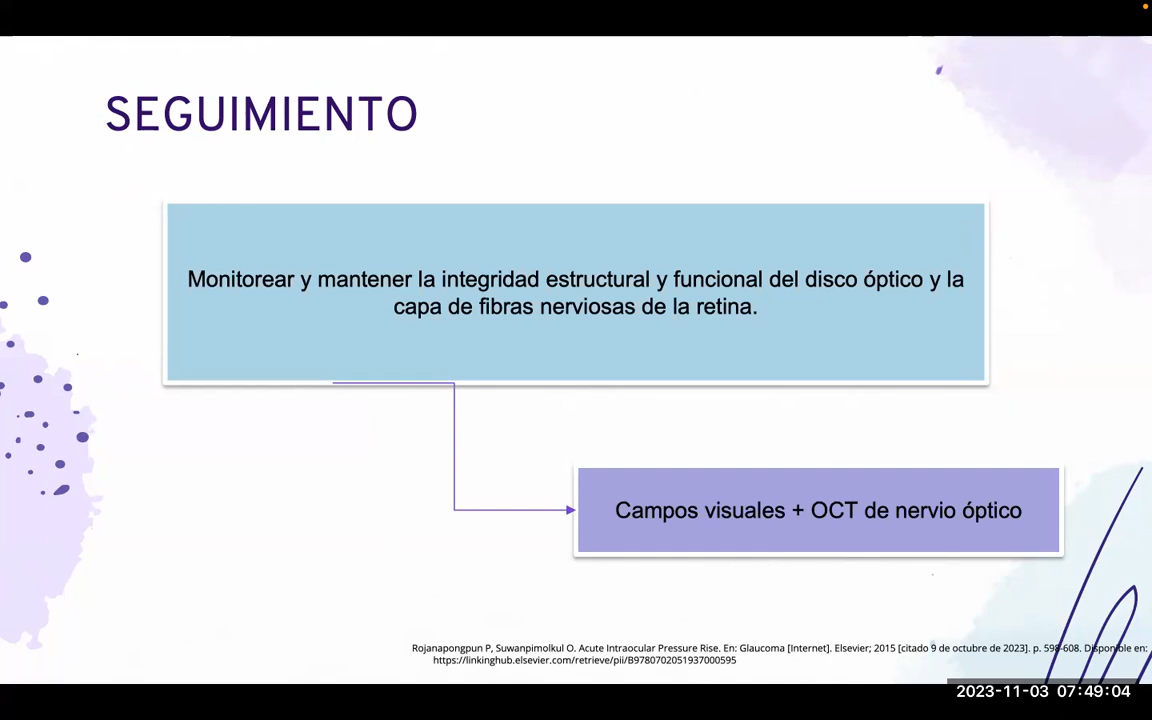 SEGUIMIENTO
Monitorear y mantener la integridad estructural y funcional del disco óptico y la
capa de fibras nerviosas de la retina.
Campos visuales + OCT de nervio óptico
Rojanapongpun P, Suwanpimolkul O. Acute Intraocular Pressure Rise. En: Glaucoma [Internet]. Elsevier; 2015 [citado 9 de octubre de 2023]. p. 598-608. Disponible en:
https://linkinghub.elsevier.com/retrieve/pii/B9780702051937000595
2023-11-03 07:49:04